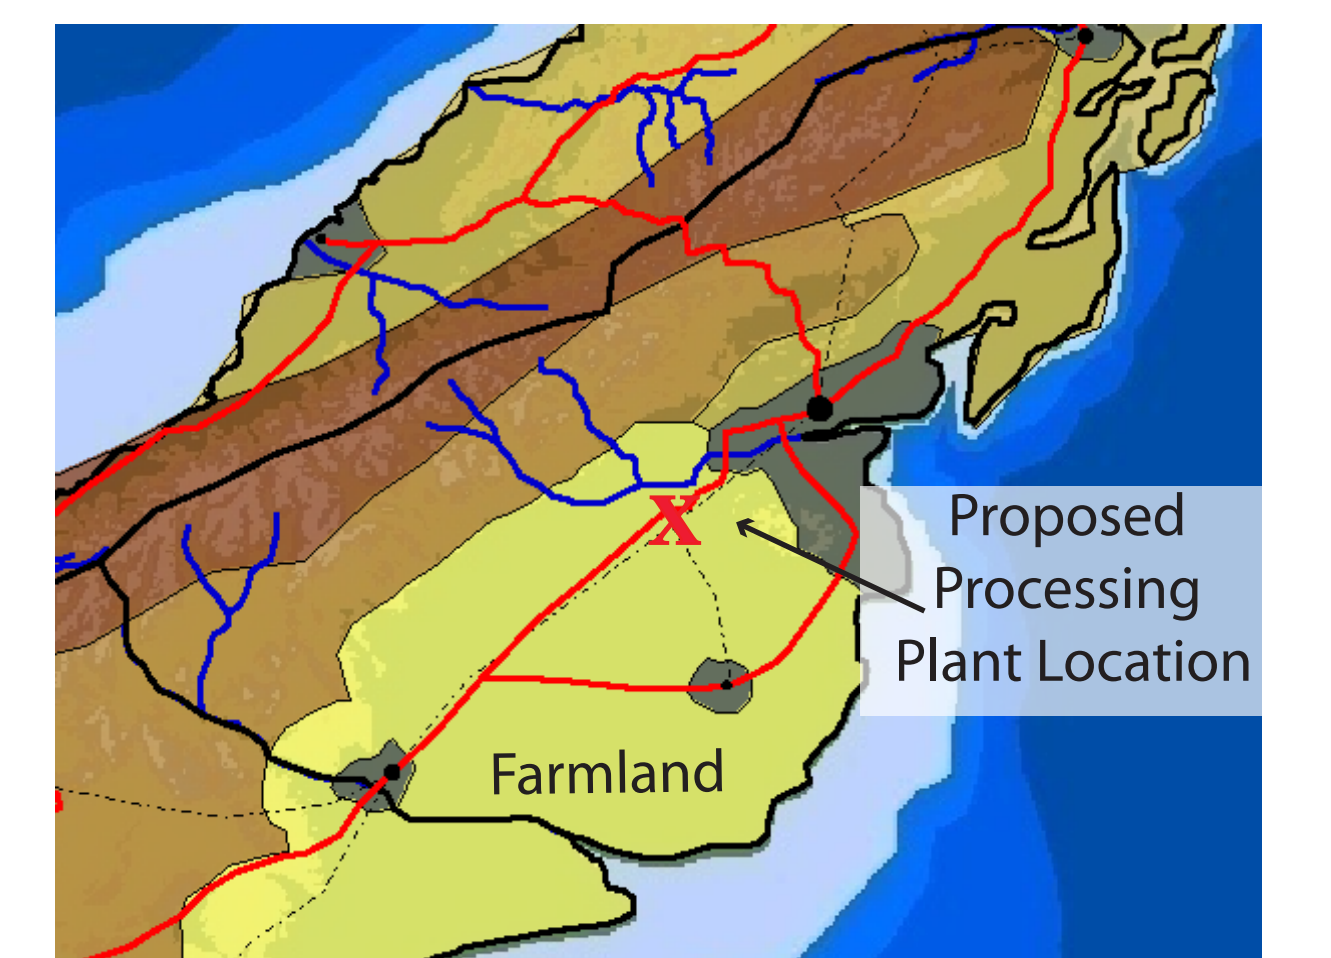 Proposed
Processing
Plant Location
X
Farmland